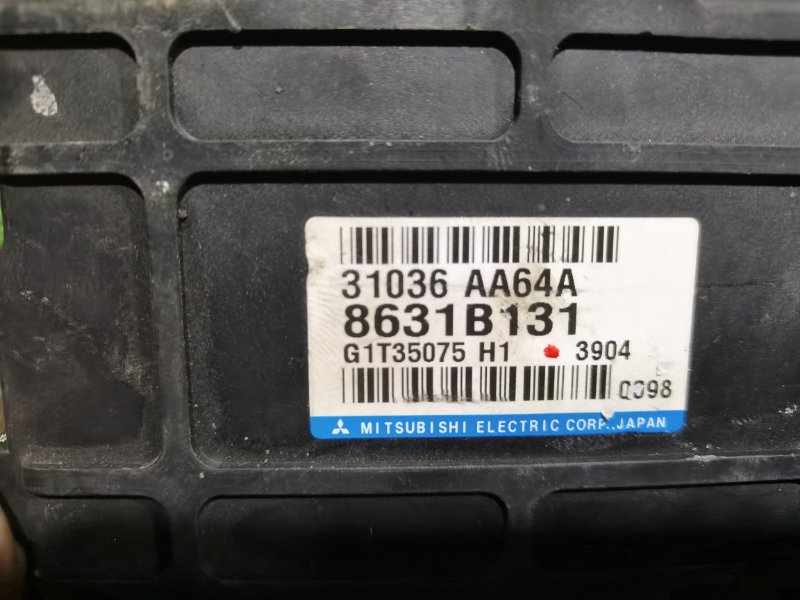 31036 AA64A
8631B131
G1T35075 H1 3904
0098
MITSUBISHI ELECTRIC CORP. JAPAN